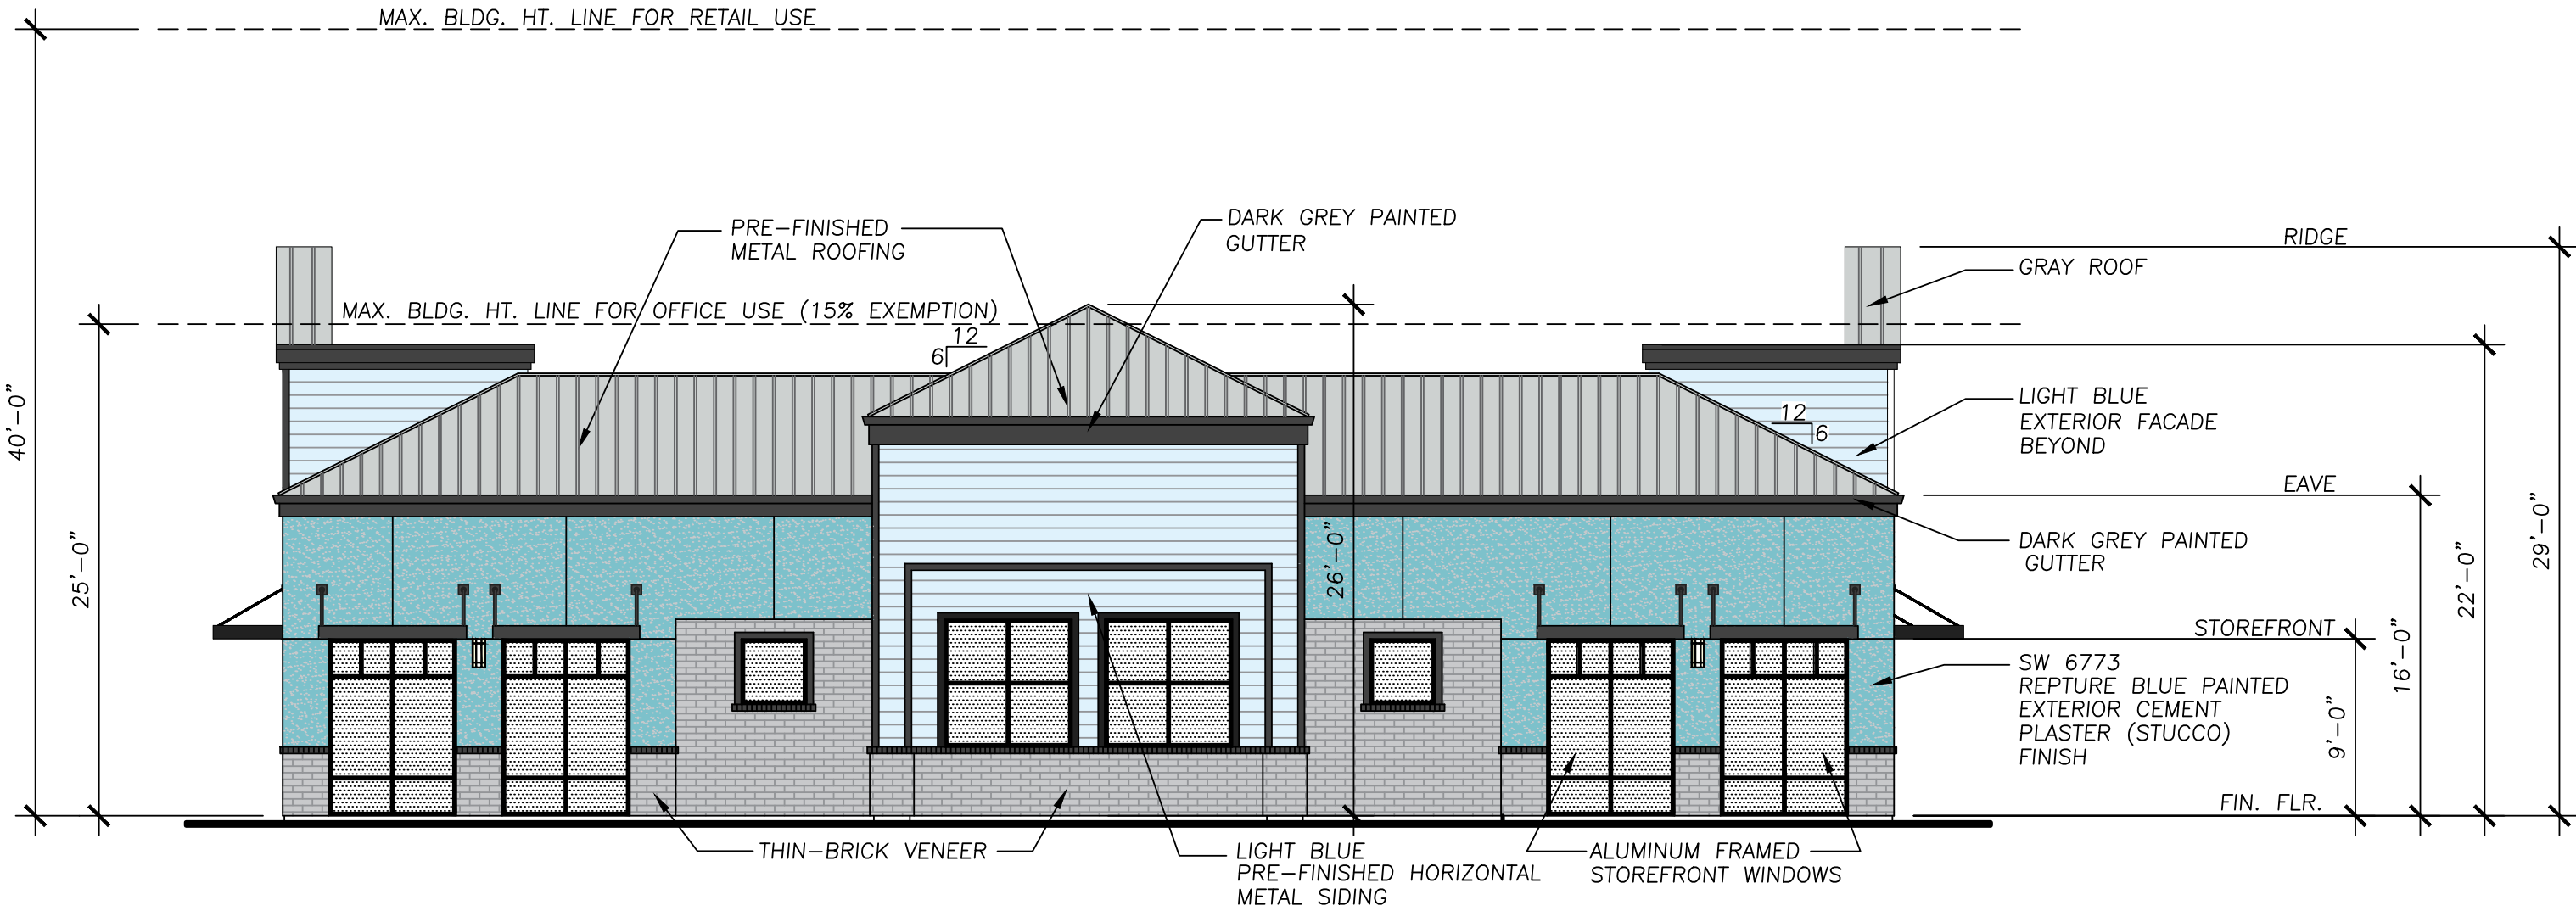 MAX. BLDG. HT. LINE FOR RETAIL USE
PRE-FINISHED
METAL ROOFING
DARK GREY PAINTED
GUTTER
RIDGE
GRAY ROOF
MAX. BLDG. HT. LINE FOR OFFICE USE (15% EXEMPTION)
12
6
12
6
LIGHT BLUE
EXTERIOR FACADE
BEYOND
EAVE
DARK GREY PAINTED
GUTTER
STOREFRONT
SW 6773
REPTURE BLUE PAINTED
EXTERIOR CEMENT
PLASTER (STUCCO)
FINISH
FIN. FLR.
40'-0"
25'-0"
26'-0"
9'-0"
16'-0"
22'-0"
29'-0"
THIN-BRICK VENEER
LIGHT BLUE
PRE-FINISHED HORIZONTAL
METAL SIDING
ALUMINUM FRAMED
STOREFRONT WINDOWS